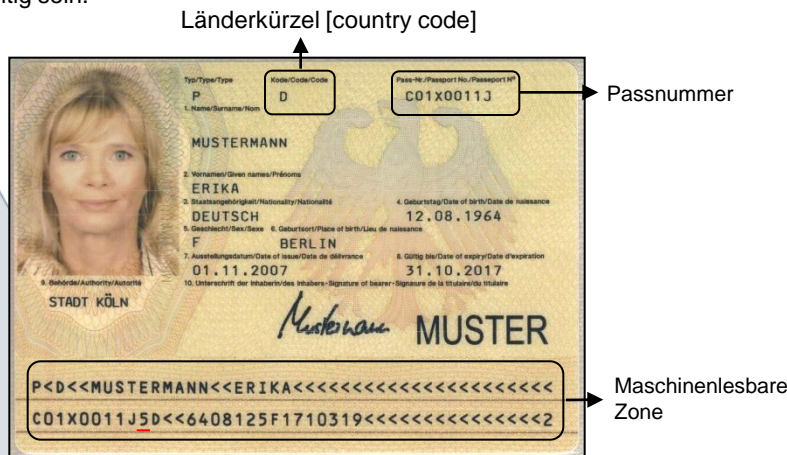 ltig sein.
Länderkürzel [country code]
Typ/Type/Type Kode/Code/Code Pass-Nr./Passport No./Passeport Nº
P D C01X0011J
1. Name/Surname/Nom
MUSTERMANN
2. Vornamen/Given names/Prénoms
ERIKA
3. Staatsangehörigkeit/Nationality/Nationalité 4. Geburtstag/Date of birth/Date de naissance
DEUTSCH 12.08.1964
5. Geschlecht/Sex/Sexe 6. Geburtsort/Place of birth/Lieu de naissance
F BERLIN
7. Ausstellungsdatum/Date of issue/Date de délivrance 8. Gültig bis/Date of expiry/Date d'expiration
01.11.2007 31.10.2017
9. Behörde/Authority/Autorité 10. Unterschrift der Inhaberin/des Inhabers-Signature of bearer-Signature de la titulaire/du titulaire
STADT KÖLN
Mustermann MUSTER
P<D<<MUSTERMANN<<ERIKA<<<<<<<<<<<<<<<<<<<<<<
C01X0011J5D<<6408125F1710319<<<<<<<<<<<<<<<2
Passnummer
Maschinenlesbare
Zone